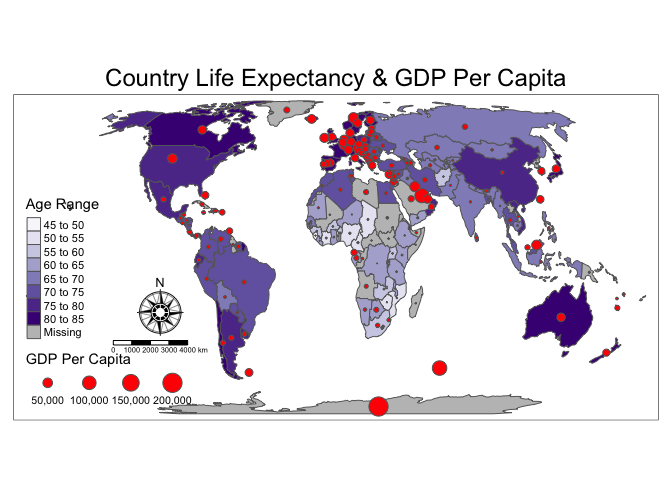 Country Life Expectancy & GDP Per Capita
Age Range
45 to 50
50 to 55
55 to 60
60 to 65
65 to 70
70 to 75
75 to 80
80 to 85
Missing
N
0 1000 2000 3000 4000 km
GDP Per Capita
50,000 100,000 150,000 200,000